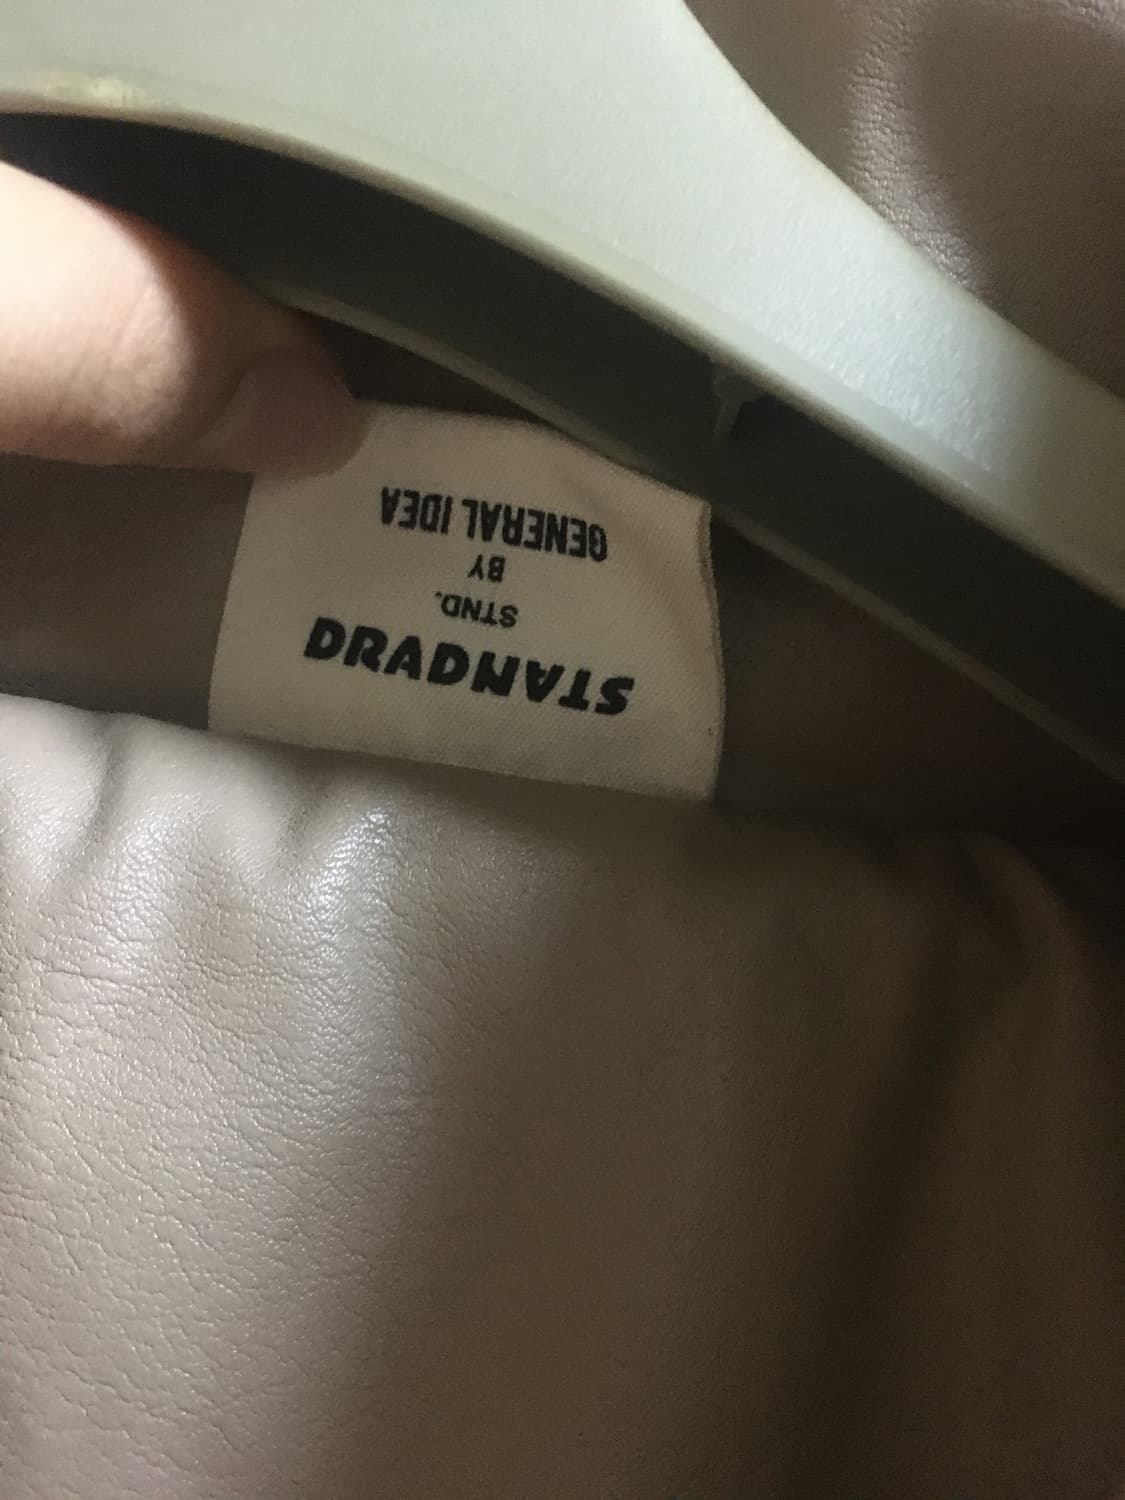 STANDARD
STND.
BY
GENERAL IDEA